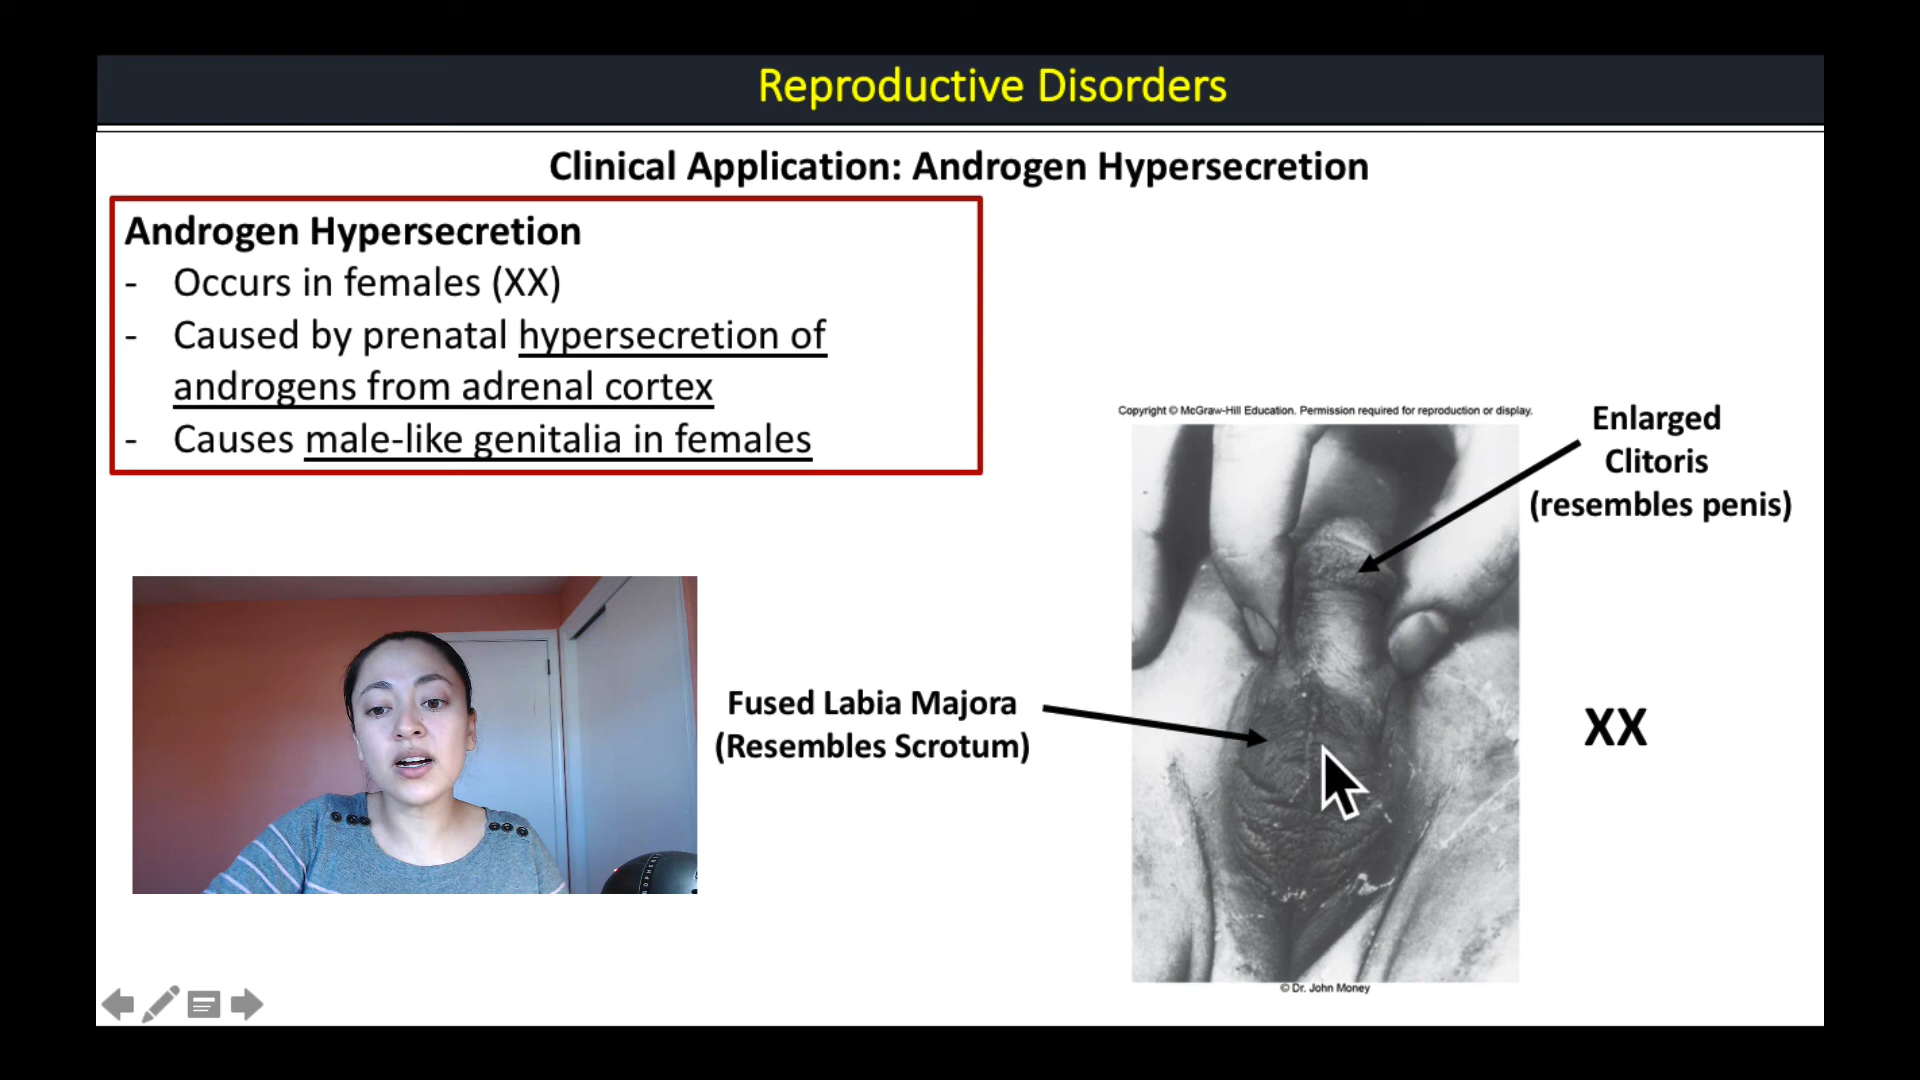 Reproductive Disorders
Clinical Application: Androgen Hypersecretion
Androgen Hypersecretion
- Occurs in females (XX)
- Caused by prenatal hypersecretion of
androgens from adrenal cortex
- Causes male-like genitalia in females
Copyright © McGraw-Hill Education. Permission required for reproduction or display.
Enlarged
Clitoris
(resembles penis)
Fused Labia Majora
(Resembles Scrotum)
XX
© Dr. John Money